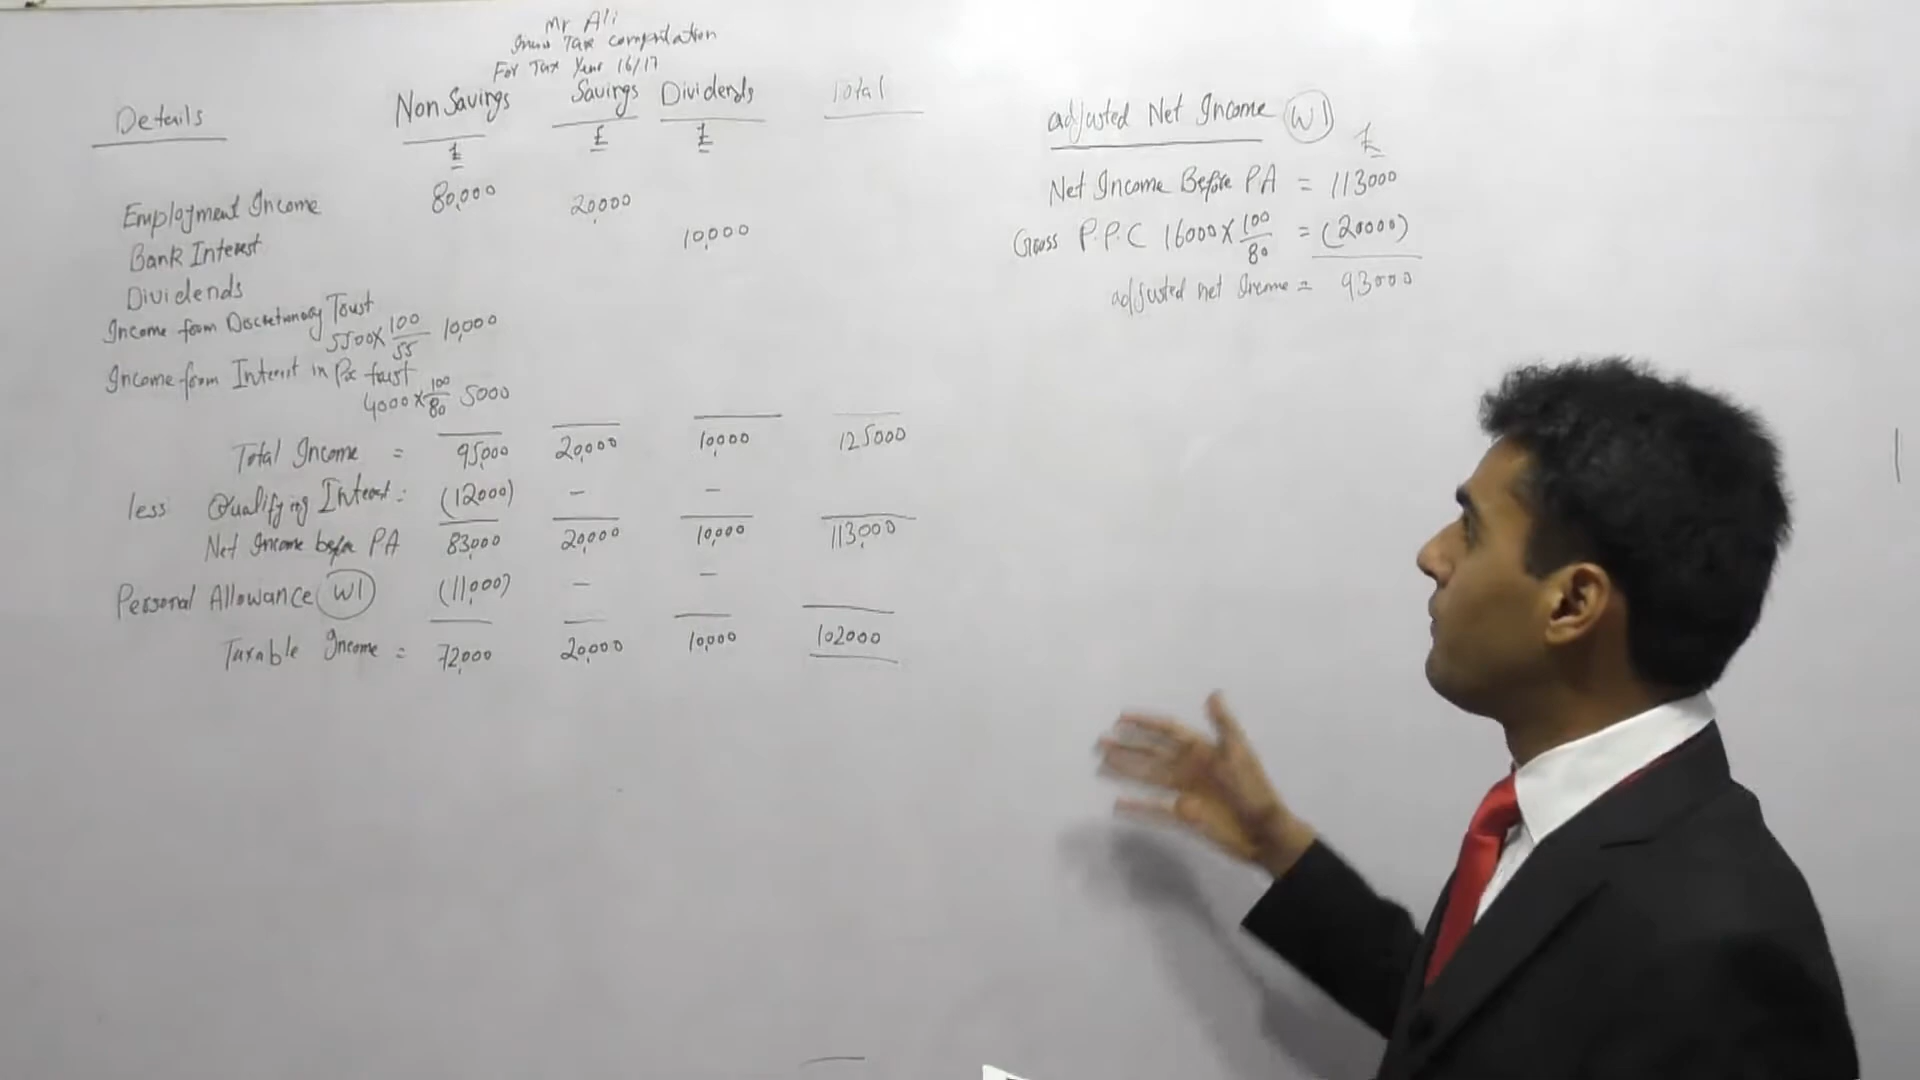 Mr Ali
Income Tax computation
For Tax Year 16/17
Details Non Savings Savings Dividends Total
£ £ £
Employment Income 80,000 20,000
Bank Interest 10,000
Dividends
Income from Discretionary Trust
5500 x 100/55 10,000
Income from Interest in Poc trust
4000 x 100/80 5000
Total Income = 95,000 20,000 10,000 125000
less Qualifying Interest: (12000) - -
Net Income before PA 83,000 20,000 10,000 113,000
Personal Allowance W1 (11,000) - -
Taxable Income = 72,000 20,000 10,000 102000
adjusted Net Income W1
£
Net Income Before PA = 113000
Gross P.P.C 16000 x 100/80 = (20000)
adjusted net Income = 93000